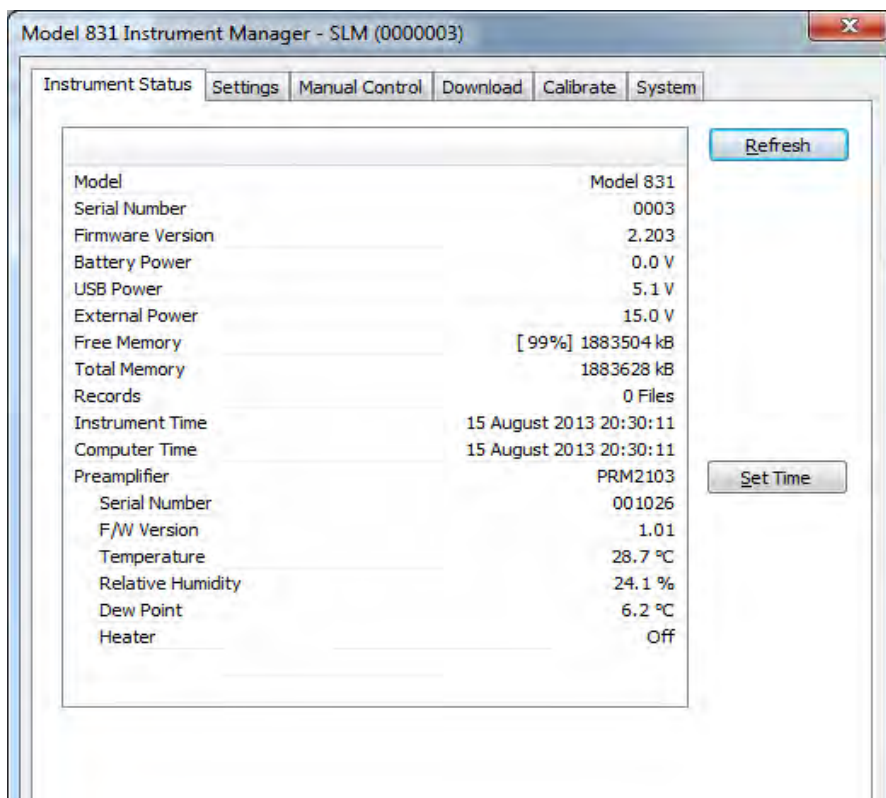 Model 831 Instrument Manager - SLM (0000003)
Instrument Status Settings Manual Control Download Calibrate System
Refresh
Model Model 831
Serial Number 0003
Firmware Version 2.203
Battery Power 0.0 V
USB Power 5.1 V
External Power 15.0 V
Free Memory [ 99%] 1883504 kB
Total Memory 1883628 kB
Records 0 Files
Instrument Time 15 August 2013 20:30:11
Computer Time 15 August 2013 20:30:11
Preamplifier PRM2103
Set Time
Serial Number 001026
F/W Version 1.01
Temperature 28.7 °C
Relative Humidity 24.1 %
Dew Point 6.2 °C
Heater Off